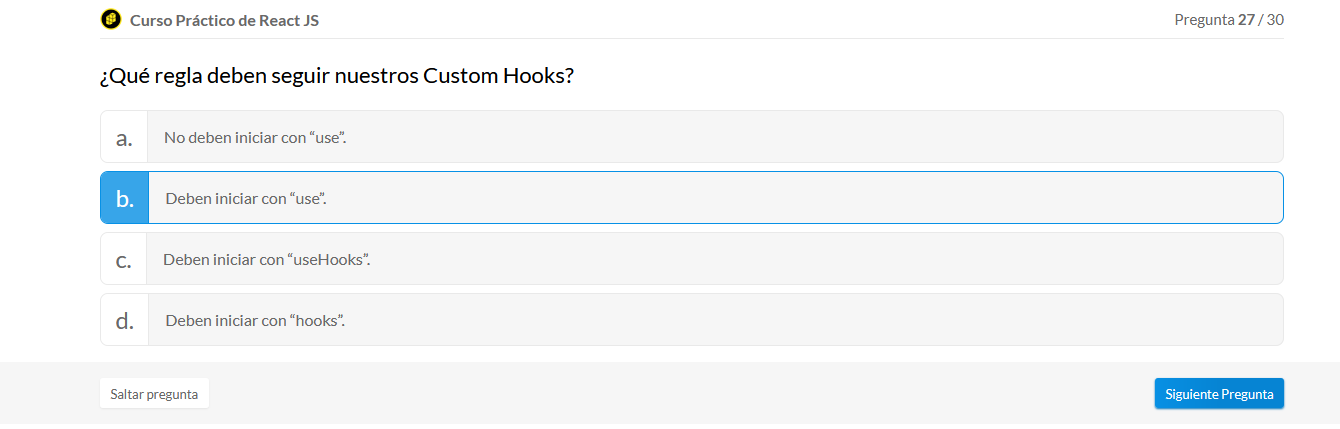 Curso Práctico de React JS
Pregunta 27 / 30
¿Qué regla deben seguir nuestros Custom Hooks?
a. No deben iniciar con “use”.
b. Deben iniciar con “use”.
c. Deben iniciar con “useHooks”.
d. Deben iniciar con “hooks”.
Saltar pregunta
Siguiente Pregunta